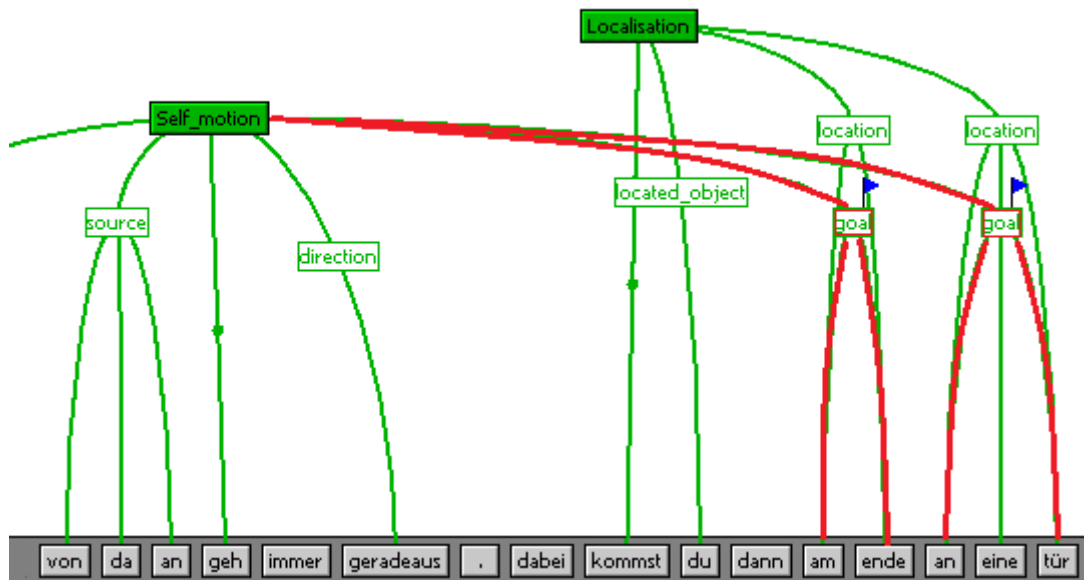 Localisation
Self_motion
location location
located_object
source goal goal
direction
von da an geh immer geradeaus . dabei kommst du dann am ende an eine tür